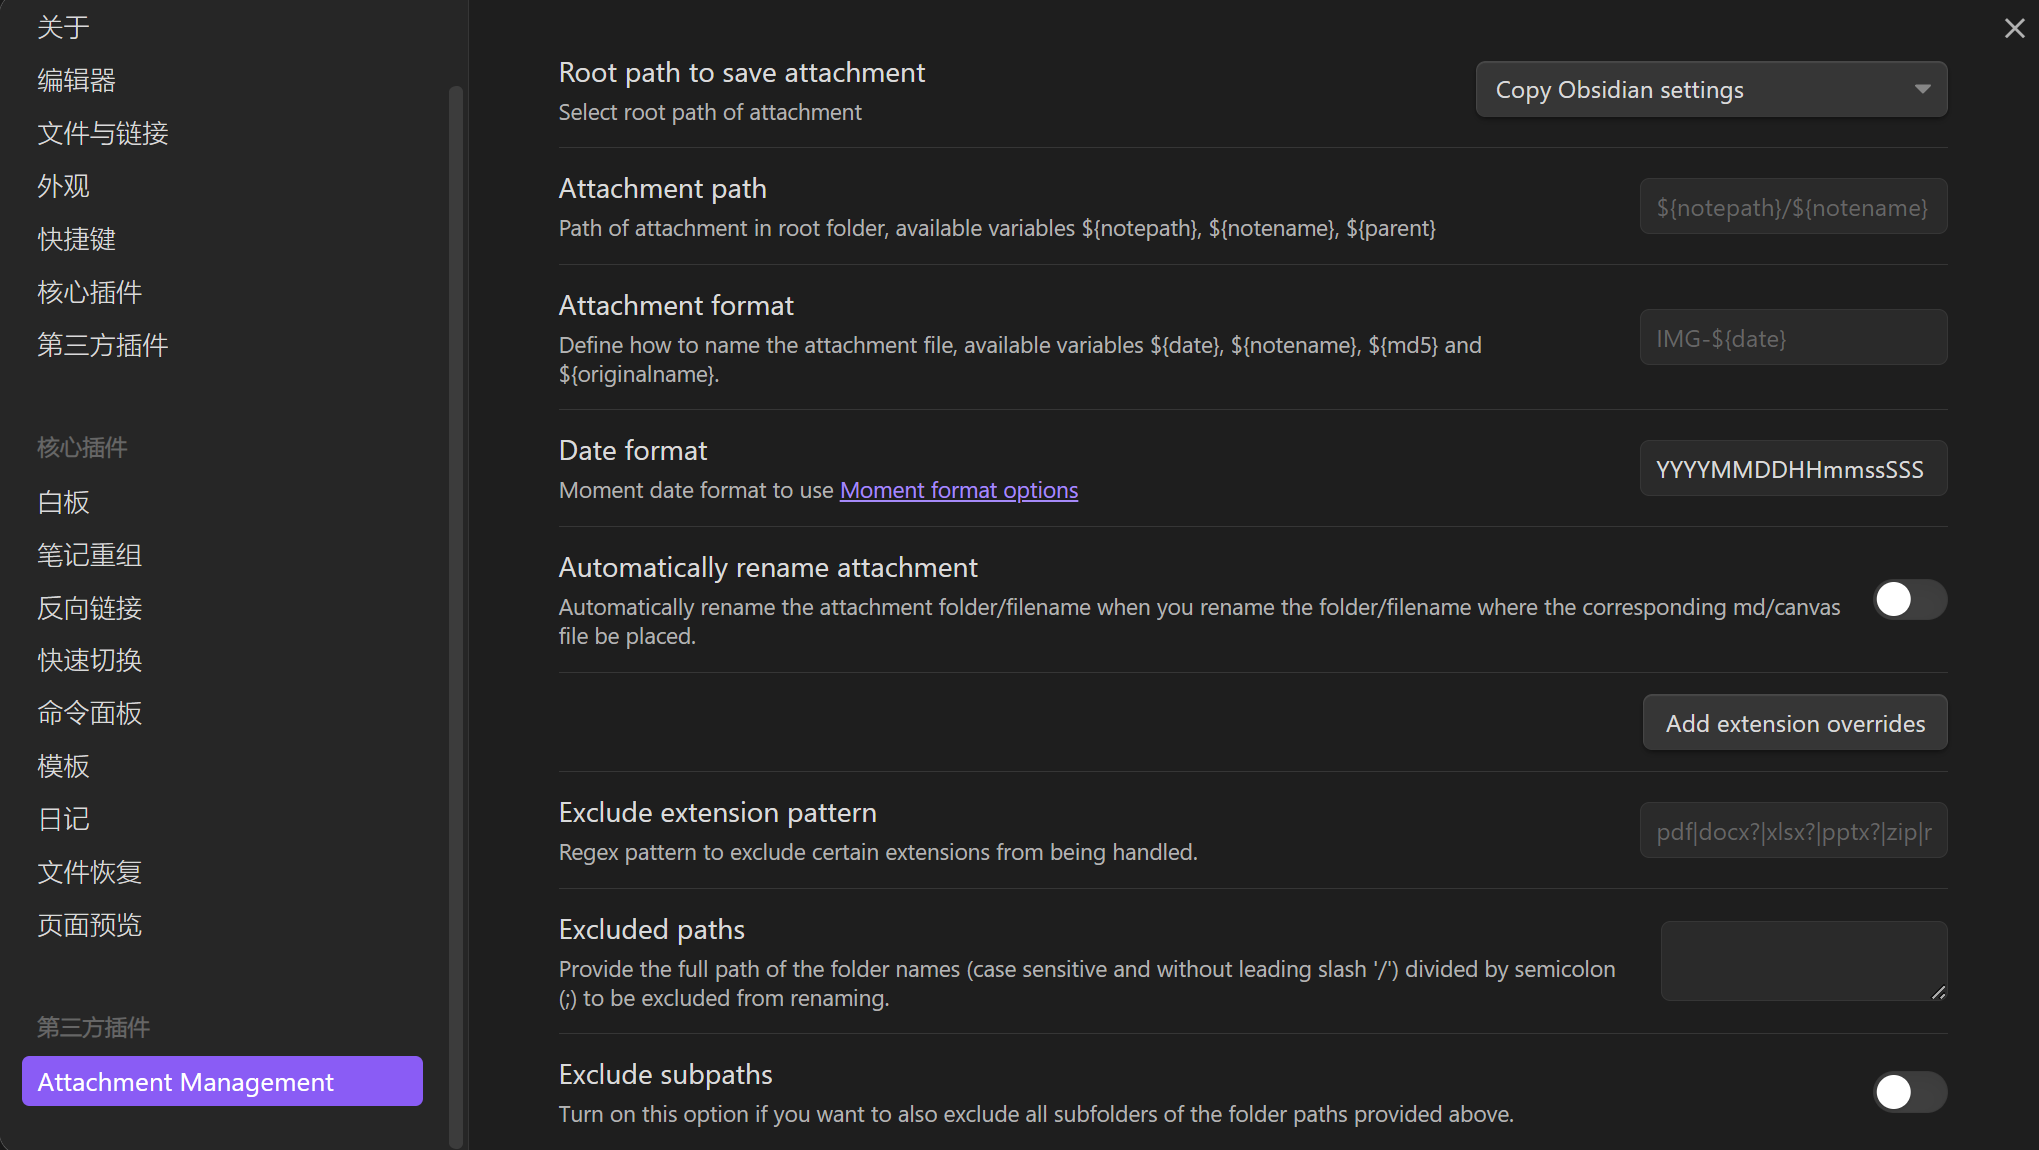 关于
编辑器
文件与链接
外观
快捷键
核心插件
第三方插件
核心插件
白板
笔记重组
反向链接
快速切换
命令面板
模板
日记
文件恢复
页面预览
第三方插件
Attachment Management
Root path to save attachment
Select root path of attachment
Copy Obsidian settings
Attachment path
Path of attachment in root folder, available variables ${notepath}, ${notename}, ${parent}
${notepath}/${notename}
Attachment format
Define how to name the attachment file, available variables ${date}, ${notename}, ${md5} and
${originalname}.
IMG-${date}
Date format
Moment date format to use Moment format options
YYYYMMDDHHmmssSSS
Automatically rename attachment
Automatically rename the attachment folder/filename when you rename the folder/filename where the corresponding md/canvas
file be placed.
Add extension overrides
Exclude extension pattern
Regex pattern to exclude certain extensions from being handled.
pdf|docx?|xlsx?|pptx?|zip|r
Excluded paths
Provide the full path of the folder names (case sensitive and without leading slash '/') divided by semicolon
(;) to be excluded from renaming.
Exclude subpaths
Turn on this option if you want to also exclude all subfolders of the folder paths provided above.